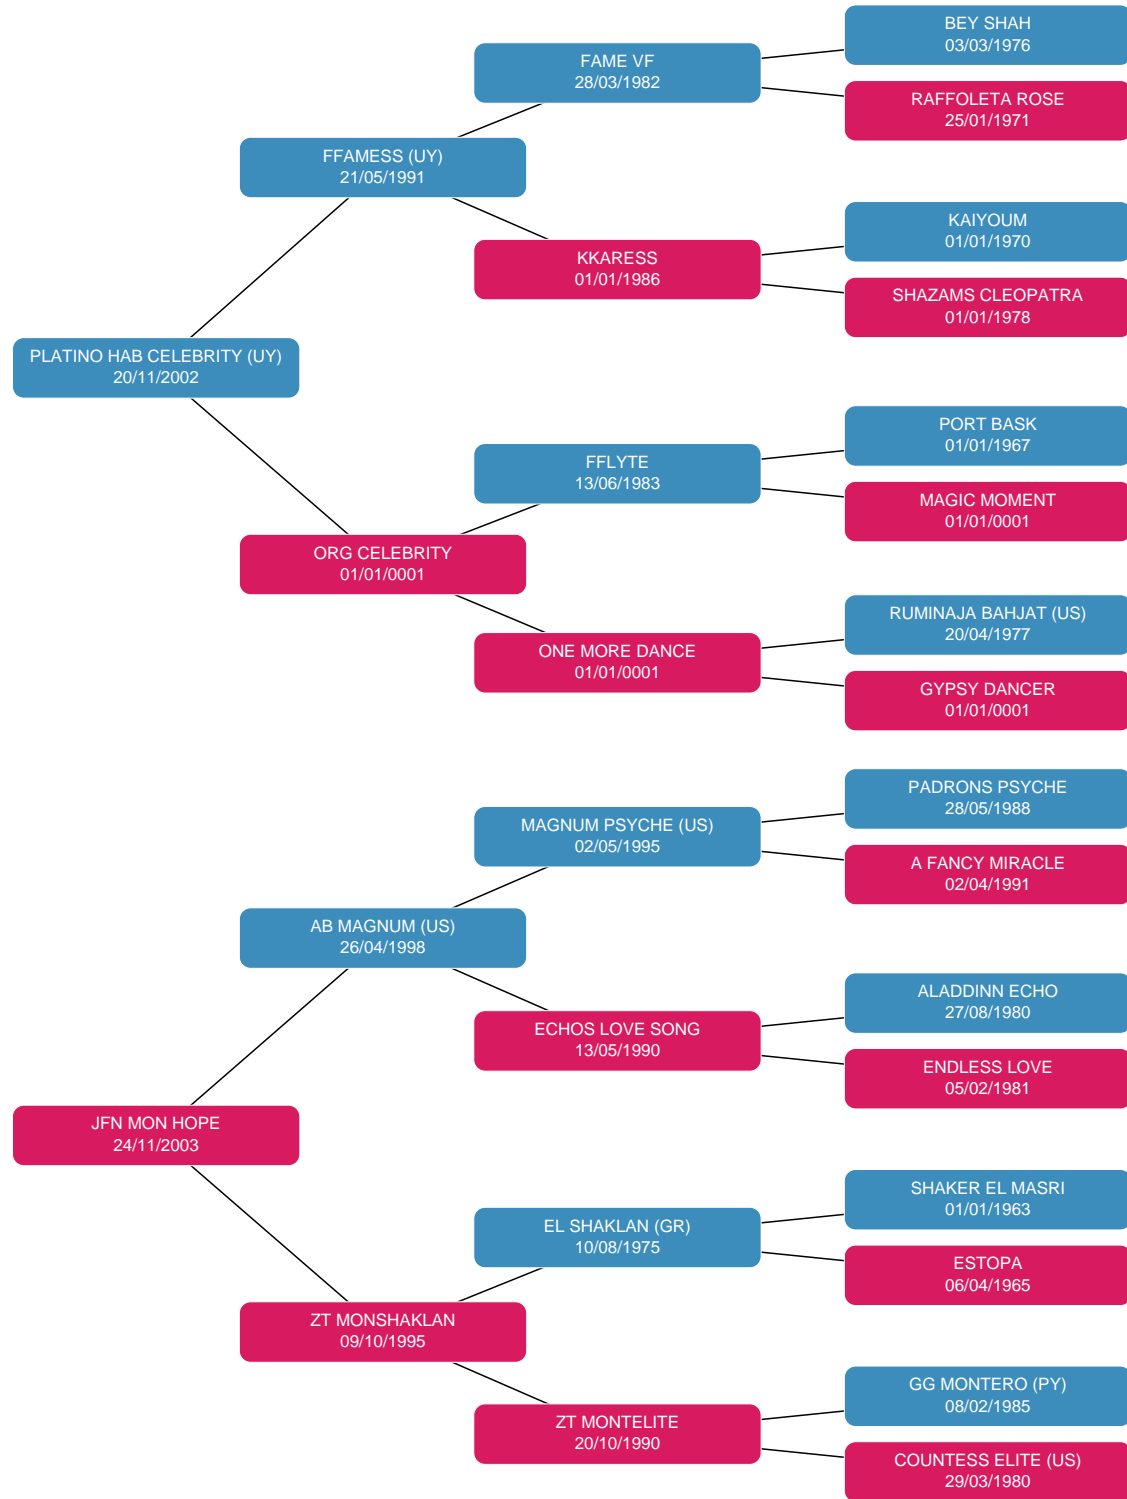 BEY SHAH
03/03/1976
FAME VF
28/03/1982
RAFFOLETA ROSE
25/01/1971
FFAMESS (UY)
21/05/1991
KAIYOUM
01/01/1970
KKARESS
01/01/1986
SHAZAMS CLEOPATRA
01/01/1978
PLATINO HAB CELEBRITY (UY)
20/11/2002
PORT BASK
01/01/1967
FFLYTE
13/06/1983
MAGIC MOMENT
01/01/0001
ORG CELEBRITY
01/01/0001
RUMINAJA BAHJAT (US)
20/04/1977
ONE MORE DANCE
01/01/0001
GYPSY DANCER
01/01/0001
PADRONS PSYCHE
28/05/1988
MAGNUM PSYCHE (US)
02/05/1995
A FANCY MIRACLE
02/04/1991
AB MAGNUM (US)
26/04/1998
ALADDINN ECHO
27/08/1980
ECHOS LOVE SONG
13/05/1990
ENDLESS LOVE
05/02/1981
JFN MON HOPE
24/11/2003
SHAKER EL MASRI
01/01/1963
EL SHAKLAN (GR)
10/08/1975
ESTOPA
06/04/1965
ZT MONSHAKLAN
09/10/1995
GG MONTERO (PY)
08/02/1985
ZT MONTELITE
20/10/1990
COUNTESS ELITE (US)
29/03/1980